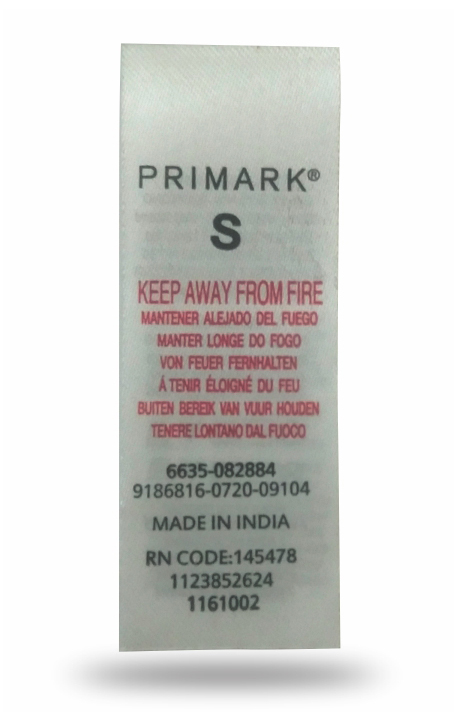 PRIMARK®
S
KEEP AWAY FROM FIRE
MANTENER ALEJADO DEL FUEGO
MANTER LONGE DO FOGO
VON FEUER FERNHALTEN
Á TENIR ÉLOIGNÉ DU FEU
BUITEN BEREIK VAN VUUR HOUDEN
TENERE LONTANO DAL FUOCO
6635-082884
9186816-0720-09104
MADE IN INDIA
RN CODE:145478
1123852624
1161002